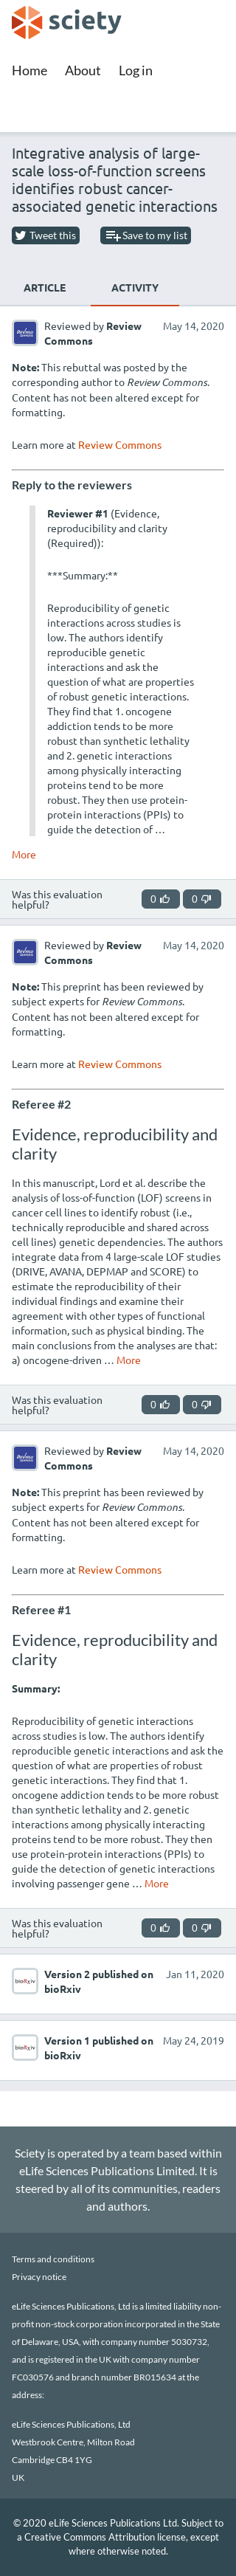 sciety
Home About Log in
Integrative analysis of large-
scale loss-of-function screens
identifies robust cancer-
associated genetic interactions
Tweet this Save to my list
ARTICLE ACTIVITY
Reviewed by Review May 14, 2020
Commons
Note: This rebuttal was posted by the
corresponding author to Review Commons.
Content has not been altered except for
formatting.
Learn more at Review Commons
Reply to the reviewers
Reviewer #1 (Evidence,
reproducibility and clarity
(Required)):
***Summary:**
Reproducibility of genetic
interactions across studies is
low. The authors identify
reproducible genetic
interactions and ask the
question of what are properties
of robust genetic interactions.
They find that 1. oncogene
addiction tends to be more
robust than synthetic lethality
and 2. genetic interactions
among physically interacting
proteins tend to be more
robust. They then use protein-
protein interactions (PPIs) to
guide the detection of …
More
Was this evaluation
helpful?
0 0
Reviewed by Review May 14, 2020
Commons
Note: This preprint has been reviewed by
subject experts for Review Commons.
Content has not been altered except for
formatting.
Learn more at Review Commons
Referee #2
Evidence, reproducibility and
clarity
In this manuscript, Lord et al. describe the
analysis of loss-of-function (LOF) screens in
cancer cell lines to identify robust (i.e.,
technically reproducible and shared across
cell lines) genetic dependencies. The authors
integrate data from 4 large-scale LOF studies
(DRIVE, AVANA, DEPMAP and SCORE) to
estimate the reproducibility of their
individual findings and examine their
agreement with other types of functional
information, such as physical binding. The
main conclusions from the analyses are that:
a) oncogene-driven … More
Was this evaluation
helpful?
0 0
Reviewed by Review May 14, 2020
Commons
Note: This preprint has been reviewed by
subject experts for Review Commons.
Content has not been altered except for
formatting.
Learn more at Review Commons
Referee #1
Evidence, reproducibility and
clarity
Summary:
Reproducibility of genetic interactions
across studies is low. The authors identify
reproducible genetic interactions and ask the
question of what are properties of robust
genetic interactions. They find that 1.
oncogene addiction tends to be more robust
than synthetic lethality and 2. genetic
interactions among physically interacting
proteins tend to be more robust. They then
use protein-protein interactions (PPIs) to
guide the detection of genetic interactions
involving passenger gene … More
Was this evaluation
helpful?
0 0
bioRxiv
Version 2 published on Jan 11, 2020
bioRxiv
bioRxiv
Version 1 published on May 24, 2019
bioRxiv
Sciety is operated by a team based within
eLife Sciences Publications Limited. It is
steered by all of its communities, readers
and authors.
Terms and conditions
Privacy notice
eLife Sciences Publications, Ltd is a limited liability non-
profit non-stock corporation incorporated in the State
of Delaware, USA, with company number 5030732,
and is registered in the UK with company number
FC030576 and branch number BR015634 at the
address:
eLife Sciences Publications, Ltd
Westbrook Centre, Milton Road
Cambridge CB4 1YG
UK
© 2020 eLife Sciences Publications Ltd. Subject to
a Creative Commons Attribution license, except
where otherwise noted.